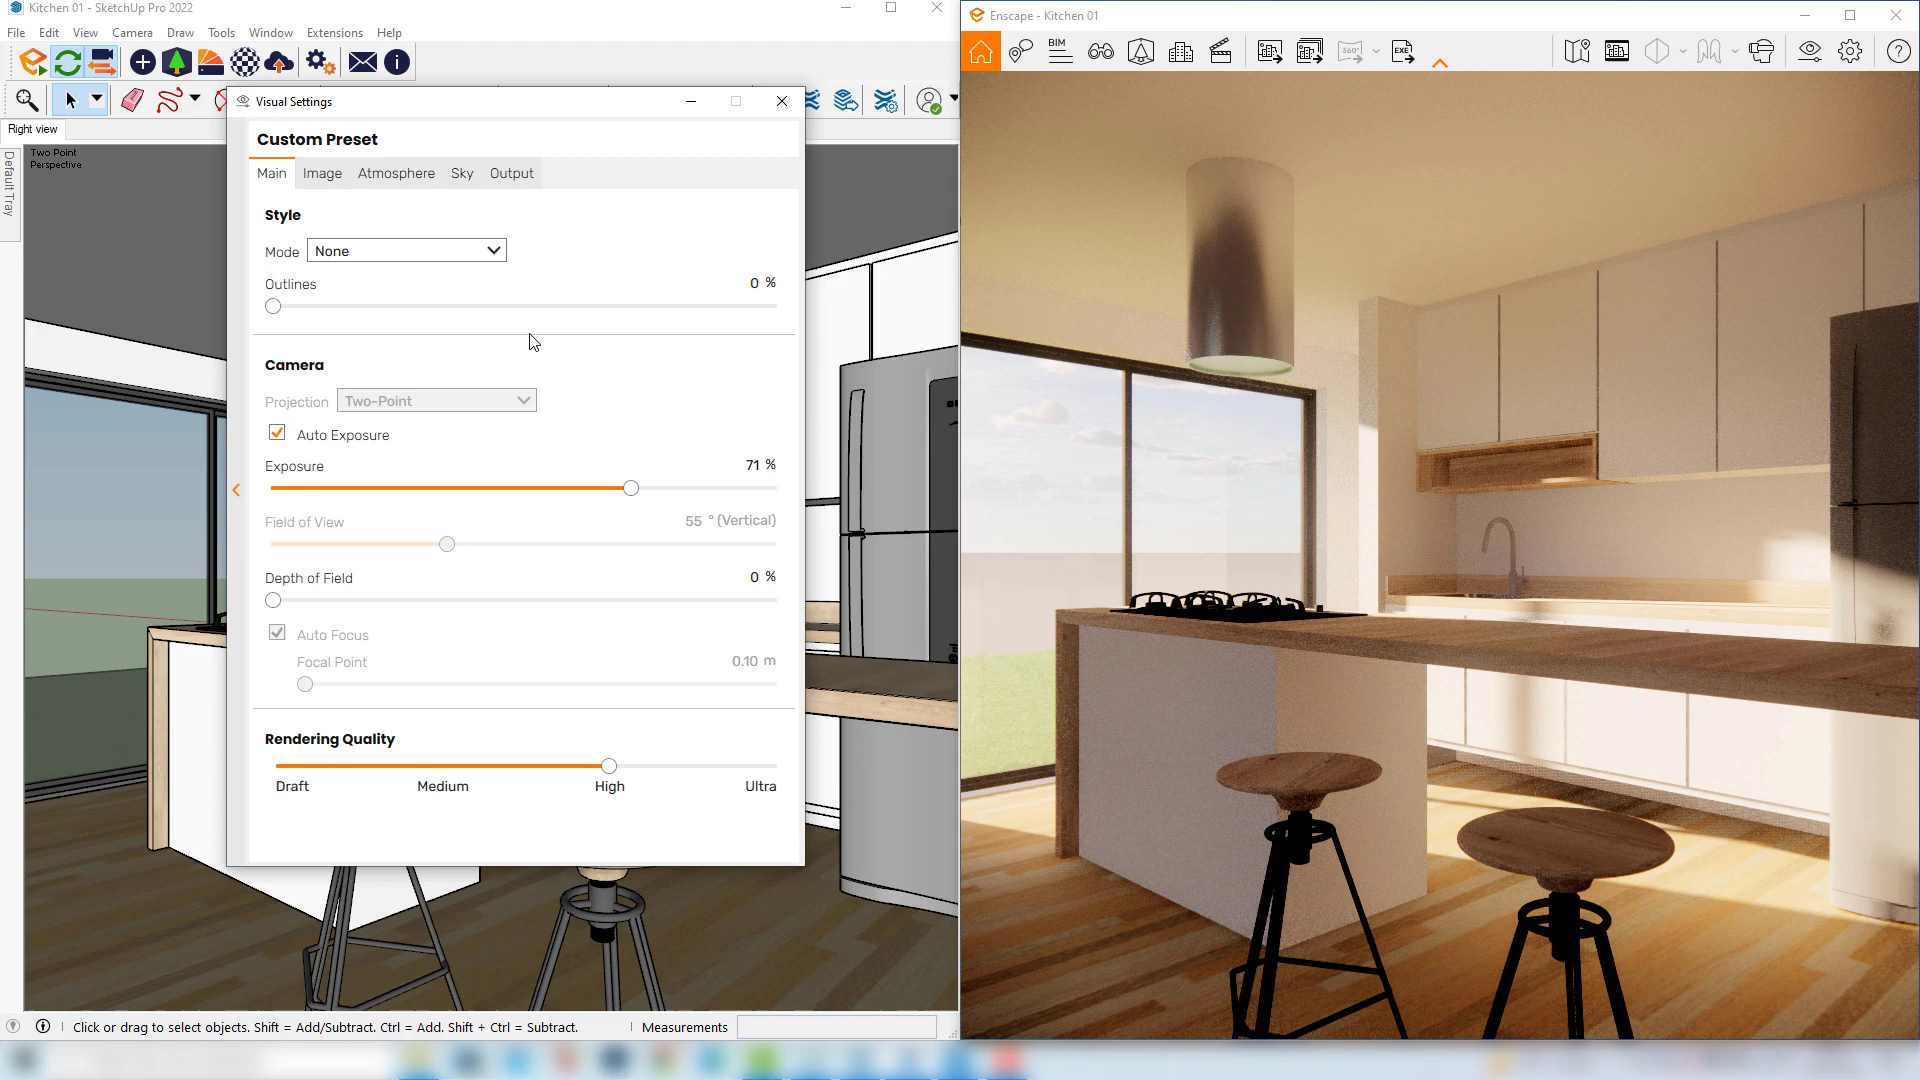 Kitchen 01 - SketchUp Pro 2022
File Edit View Camera Draw Tools Window Extensions Help
Right view
Default Tray
Two Point
Perspective
Visual Settings
Custom Preset
Main Image Atmosphere Sky Output
Style
Mode None
Outlines 0 %
Camera
Projection Two-Point
Auto Exposure
Exposure 71 %
Field of View 55 ° (Vertical)
Depth of Field 0 %
Auto Focus
Focal Point 0.10 m
Rendering Quality
Draft Medium High Ultra
Click or drag to select objects. Shift = Add/Subtract. Ctrl = Add. Shift + Ctrl = Subtract.
Measurements
Enscape - Kitchen 01
BIM
360°
EXE